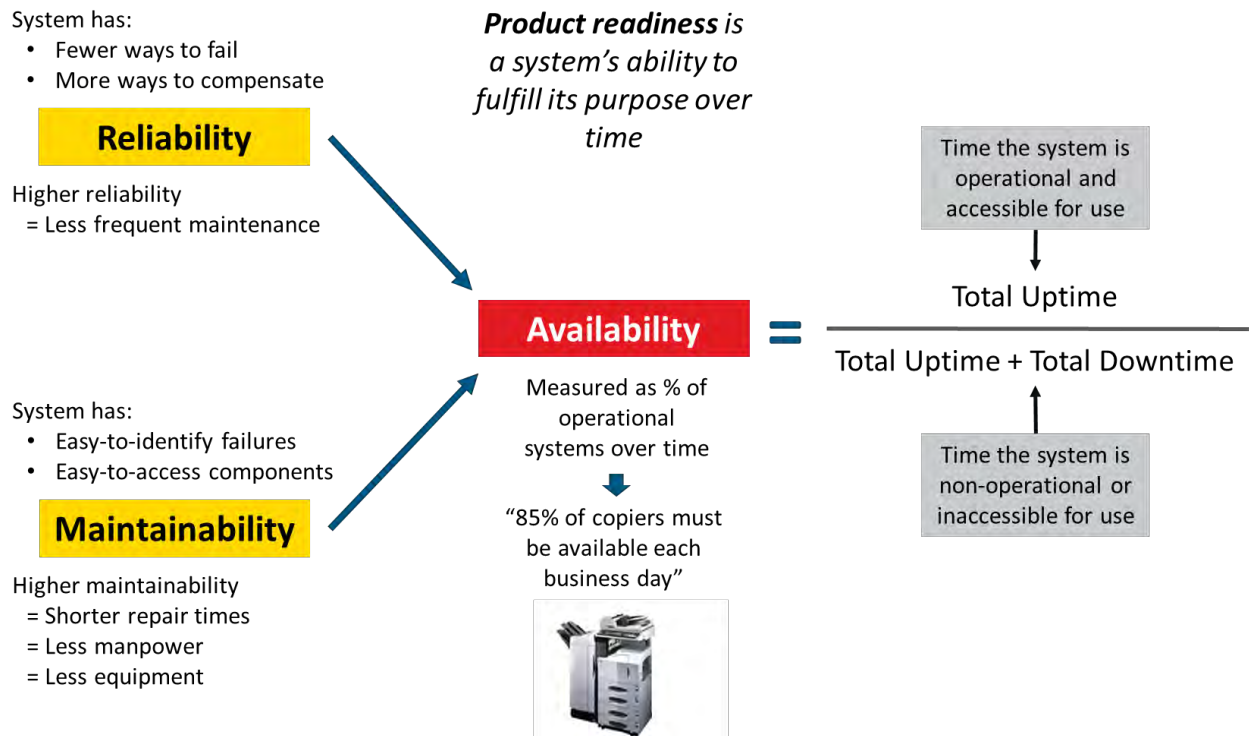 System has:
• Fewer ways to fail
• More ways to compensate
Reliability
Higher reliability
= Less frequent maintenance
System has:
• Easy-to-identify failures
• Easy-to-access components
Maintainability
Higher maintainability
= Shorter repair times
= Less manpower
= Less equipment
Product readiness is
a system’s ability to
fulfill its purpose over
time
Availability
Measured as % of
operational
systems over time
“85% of copiers must
be available each
business day”
=
Time the system is
operational and
accessible for use
Total Uptime
Total Uptime + Total Downtime
Time the system is
non-operational or
inaccessible for use